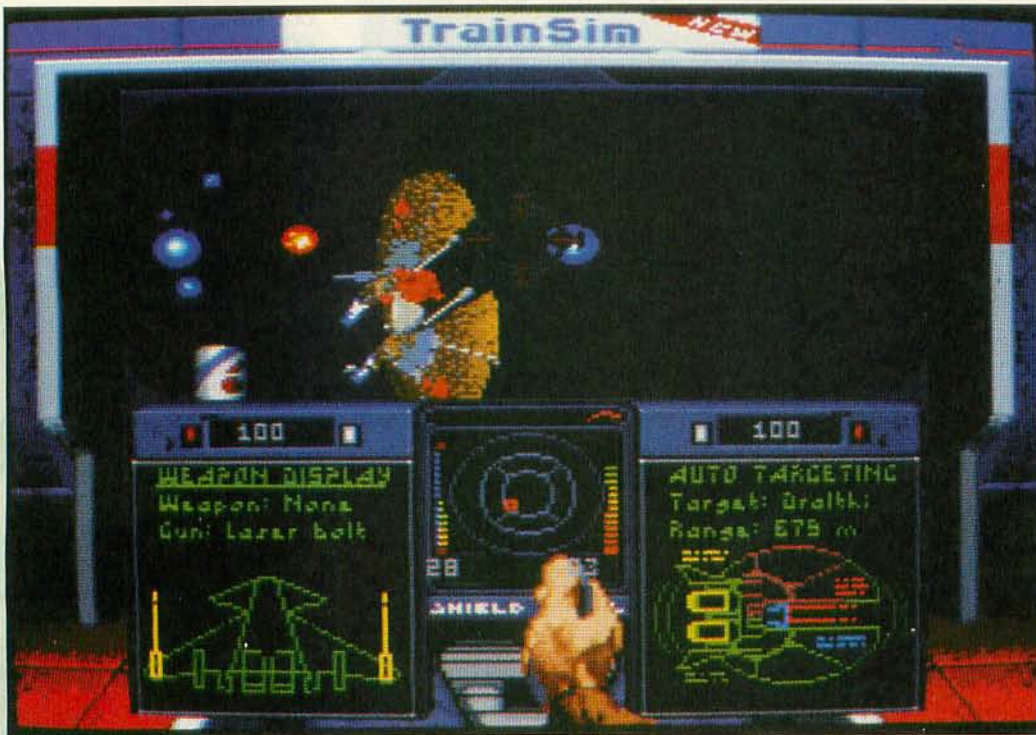 TrainSim
NEW
100
WEAPON DISPLAY
Weapon: None
Gun: Laser bolt
28
SHIELD
100
AUTO TARGETING
Target: Dralthi
Range: 679 m